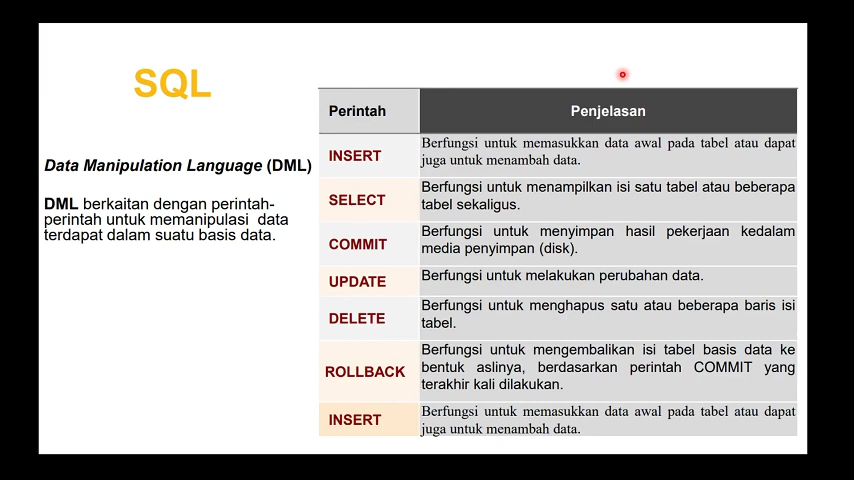 SQL
Data Manipulation Language (DML)
DML berkaitan dengan perintah-
perintah untuk memanipulasi data
terdapat dalam suatu basis data.
Perintah Penjelasan
INSERT
Berfungsi untuk memasukkan data awal pada tabel atau dapat
juga untuk menambah data.
SELECT
Berfungsi untuk menampilkan isi satu tabel atau beberapa
tabel sekaligus.
COMMIT
Berfungsi untuk menyimpan hasil pekerjaan kedalam
media penyimpan (disk).
UPDATE
Berfungsi untuk melakukan perubahan data.
DELETE
Berfungsi untuk menghapus satu atau beberapa baris isi
tabel.
ROLLBACK
Berfungsi untuk mengembalikan isi tabel basis data ke
bentuk aslinya, berdasarkan perintah COMMIT yang
terakhir kali dilakukan.
INSERT
Berfungsi untuk memasukkan data awal pada tabel atau dapat
juga untuk menambah data.